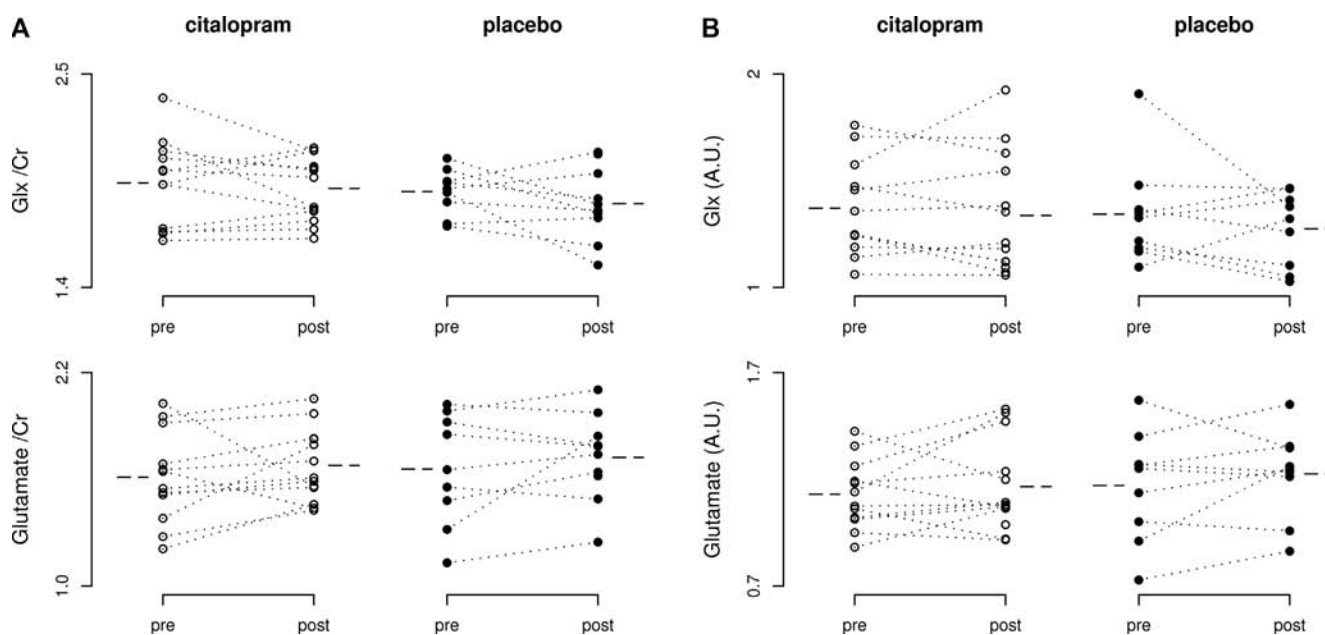 A
citalopram placebo
Glx /Cr
2.5
1.4
pre post pre post
Glutamate /Cr
2.2
1.0
pre post pre post
B
citalopram placebo
Glx (A.U.)
2
1
pre post pre post
Glutamate (A.U.)
1.7
0.7
pre post pre post